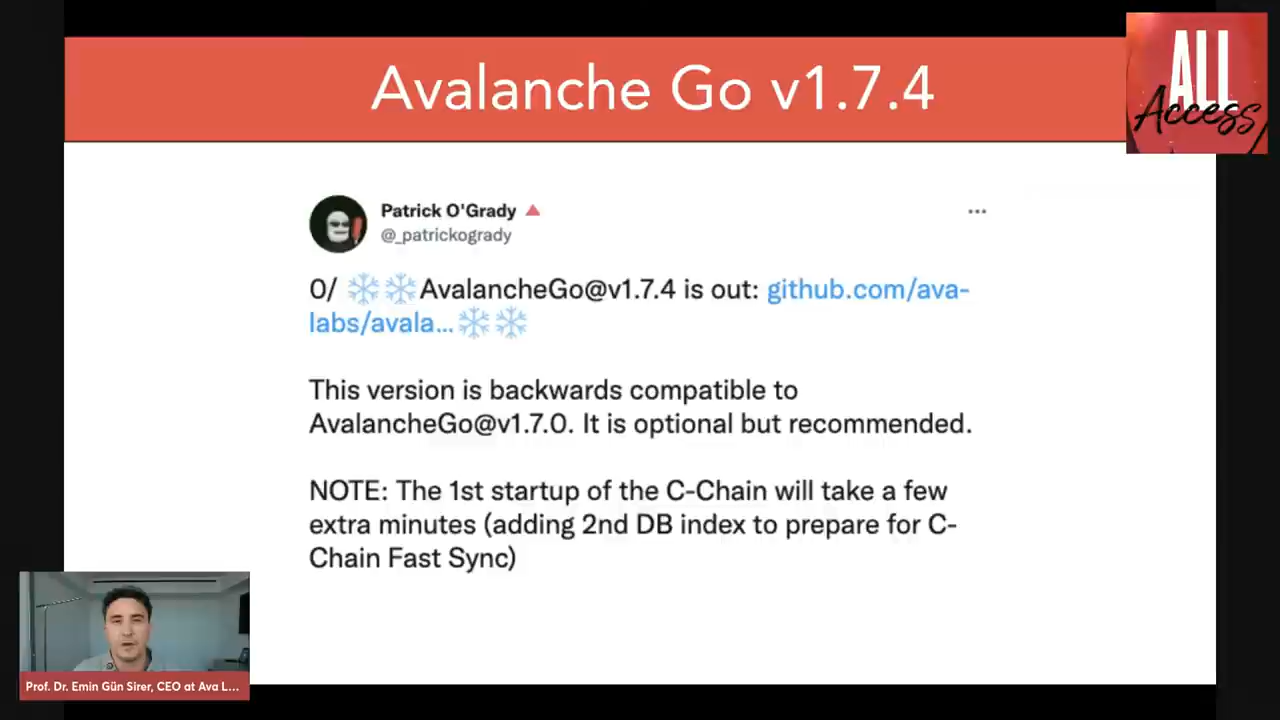 Avalanche Go v1.7.4
ALL
Access
Patrick O'Grady
@_patrickogrady
0/ ❄️❄️AvalancheGo@v1.7.4 is out: github.com/ava-
labs/avala...❄️❄️
This version is backwards compatible to
AvalancheGo@v1.7.0. It is optional but recommended.
NOTE: The 1st startup of the C-Chain will take a few
extra minutes (adding 2nd DB index to prepare for C-
Chain Fast Sync)
Prof. Dr. Emin Gün Sirer, CEO at Ava L...